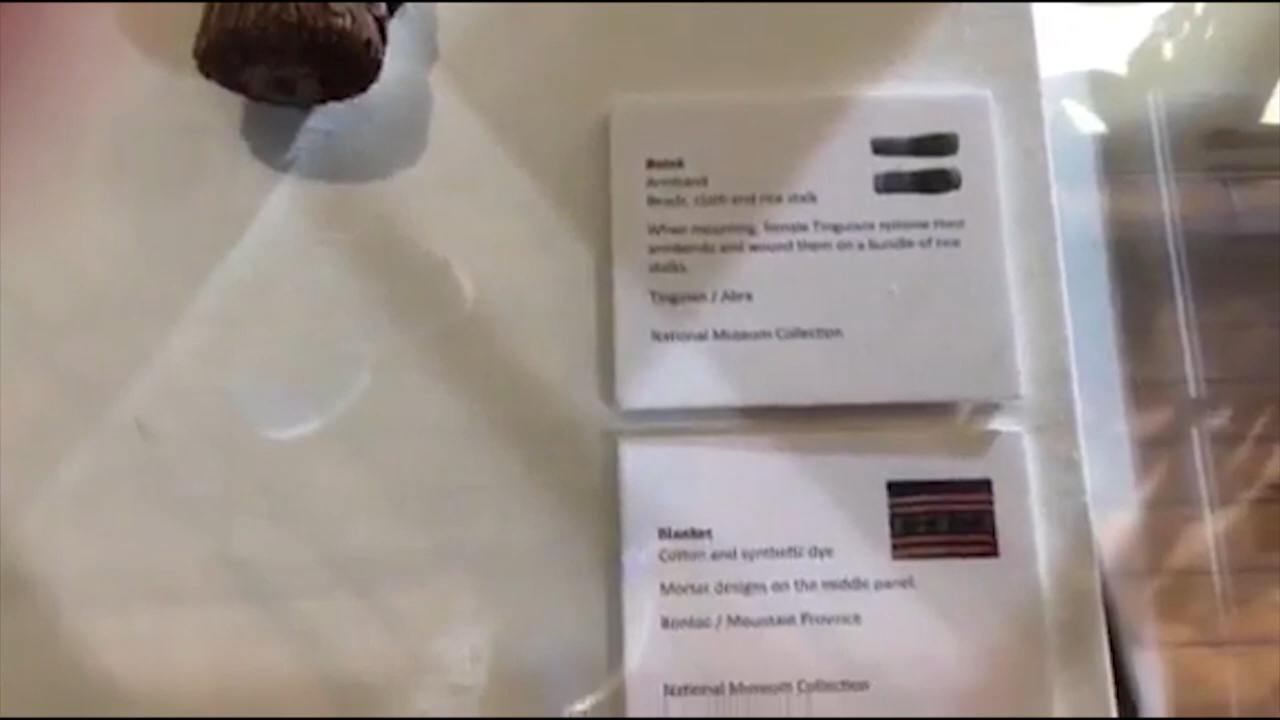 Armband
Beads, cloth and rice stalk
When mourning, female Tinguians remove their
armbands and wound them on a bundle of rice
stalks.
Tinguian / Abra
National Museum Collection
Blanket
Cotton and synthetic dye
Mortar designs on the middle panel.
Bontoc / Mountain Province
National Museum Collection